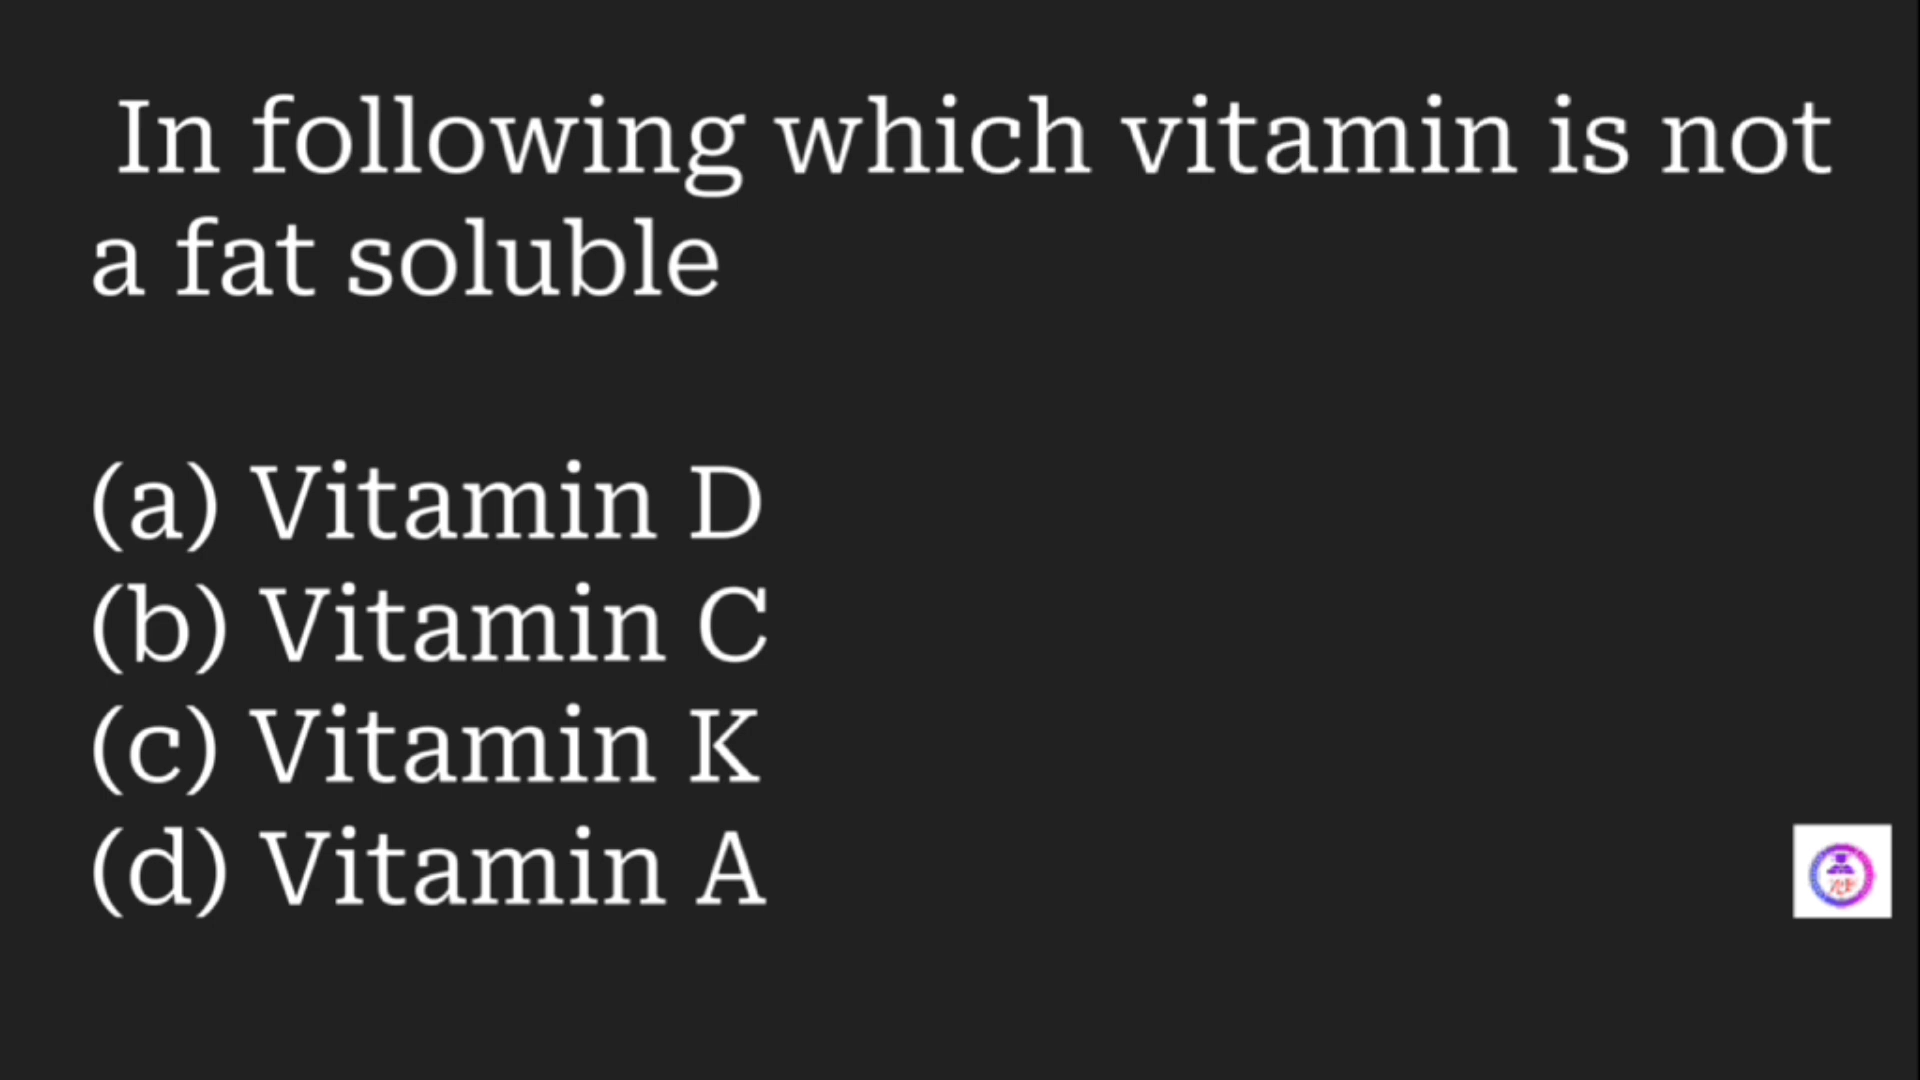 In following which vitamin is not
a fat soluble
(a) Vitamin D
(b) Vitamin C
(c) Vitamin K
(d) Vitamin A